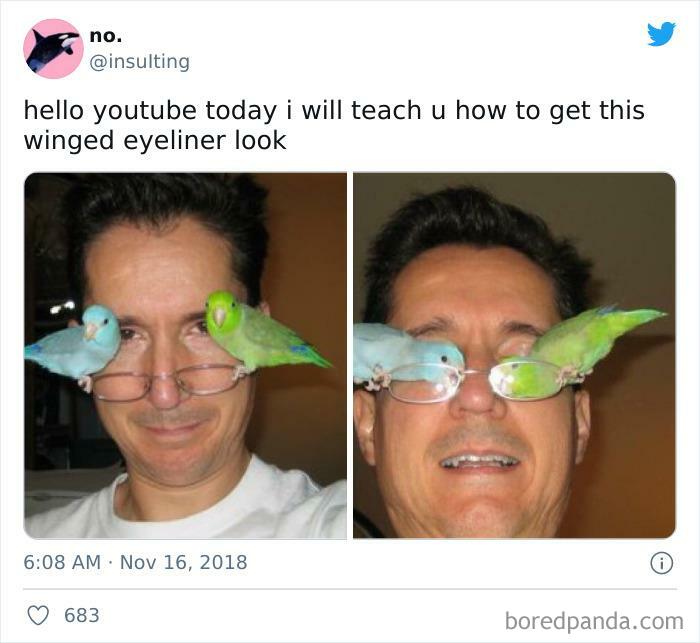 no.
@insulting
hello youtube today i will teach u how to get this
winged eyeliner look
6:08 AM · Nov 16, 2018
683
boredpanda.com